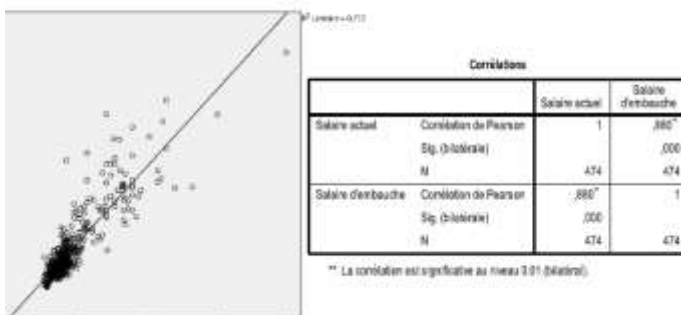 Corrélations
Salaire actuel Salaire d'embauche
Salaire actuel Corrélation de Pearson 1 ,880**
Sig. (bilatérale) ,000
N 474 474
Salaire d'embauche Corrélation de Pearson ,880** 1
Sig. (bilatérale) ,000
N 474 474
** La corrélation est significative au niveau 0.01 (bilatéral).